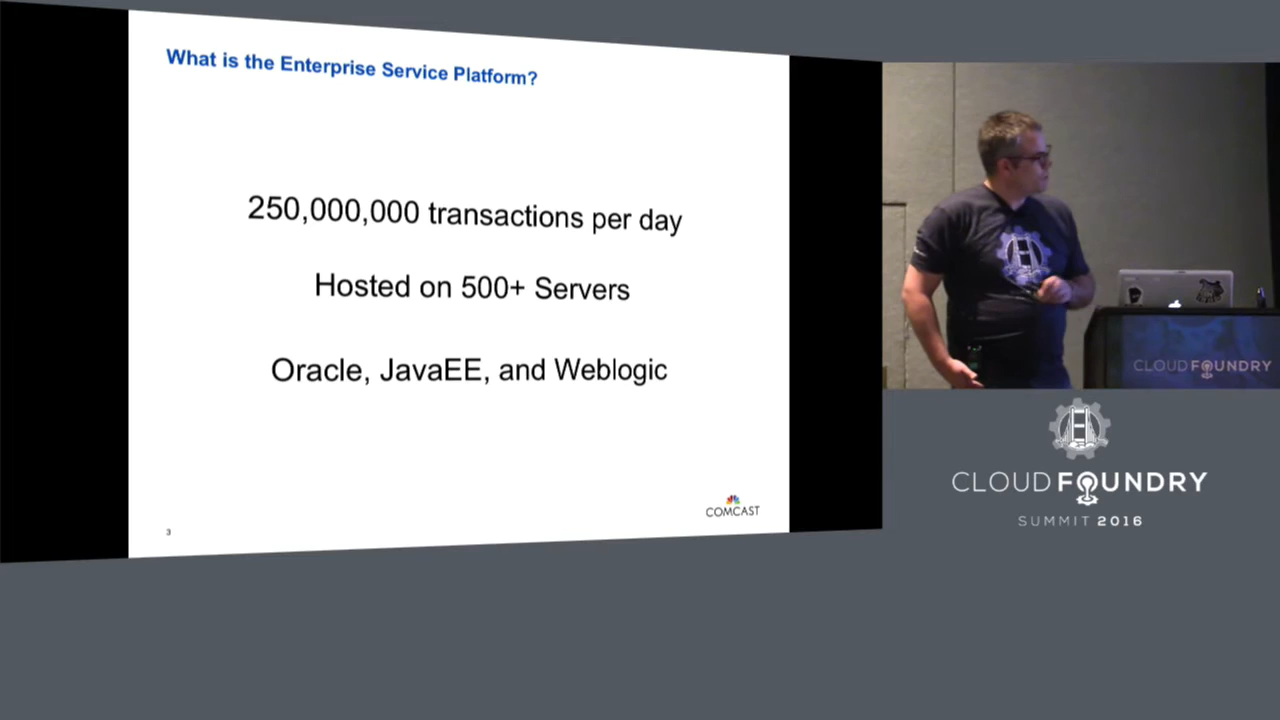 What is the Enterprise Service Platform?
250,000,000 transactions per day
Hosted on 500+ Servers
Oracle, JavaEE, and Weblogic
COMCAST
3
CLOUD FOUNDRY
CLOUD FOUNDRY
SUMMIT 2016